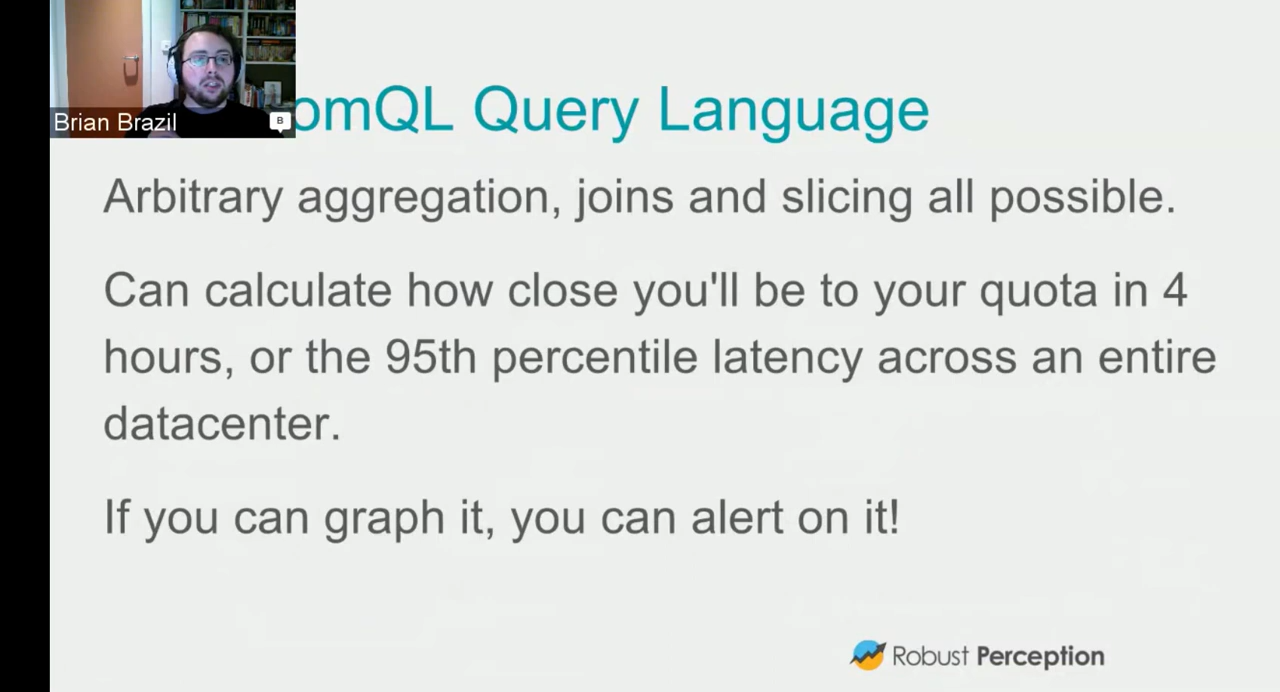 Brian Brazil
B
omQL Query Language
Arbitrary aggregation, joins and slicing all possible.
Can calculate how close you'll be to your quota in 4
hours, or the 95th percentile latency across an entire
datacenter.
If you can graph it, you can alert on it!
Robust Perception